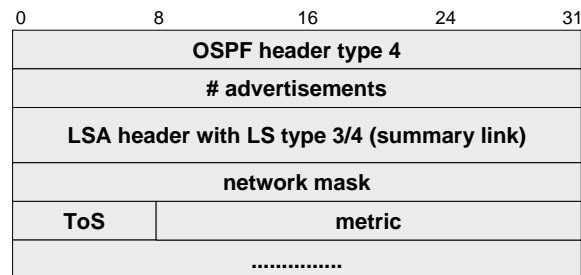 0 8 16 24 31
OSPF header type 4
# advertisements
LSA header with LS type 3/4 (summary link)
network mask
ToS metric
...............